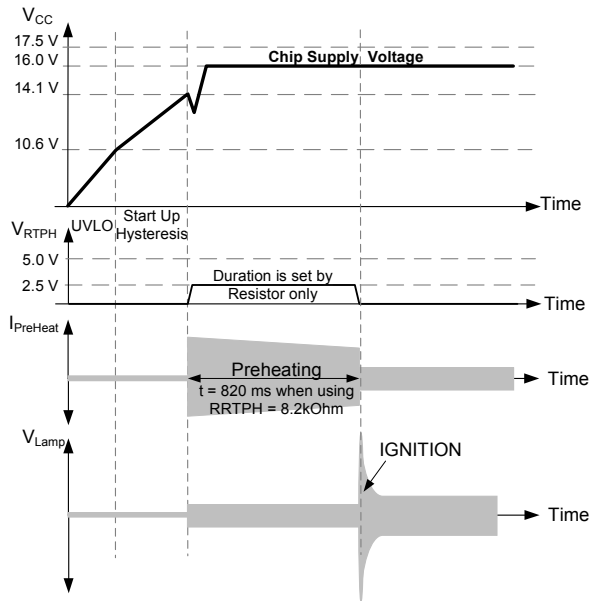 VCC
17.5 V
16.0 V
Chip Supply Voltage
14.1 V
10.6 V
Time
UVLO
Start Up
Hysteresis
VRTPH
5.0 V
2.5 V
Duration is set by
Resistor only
Time
IPreHeat
Preheating
t = 820 ms when using
RRTPH = 8.2kOhm
Time
VLamp
IGNITION
Time